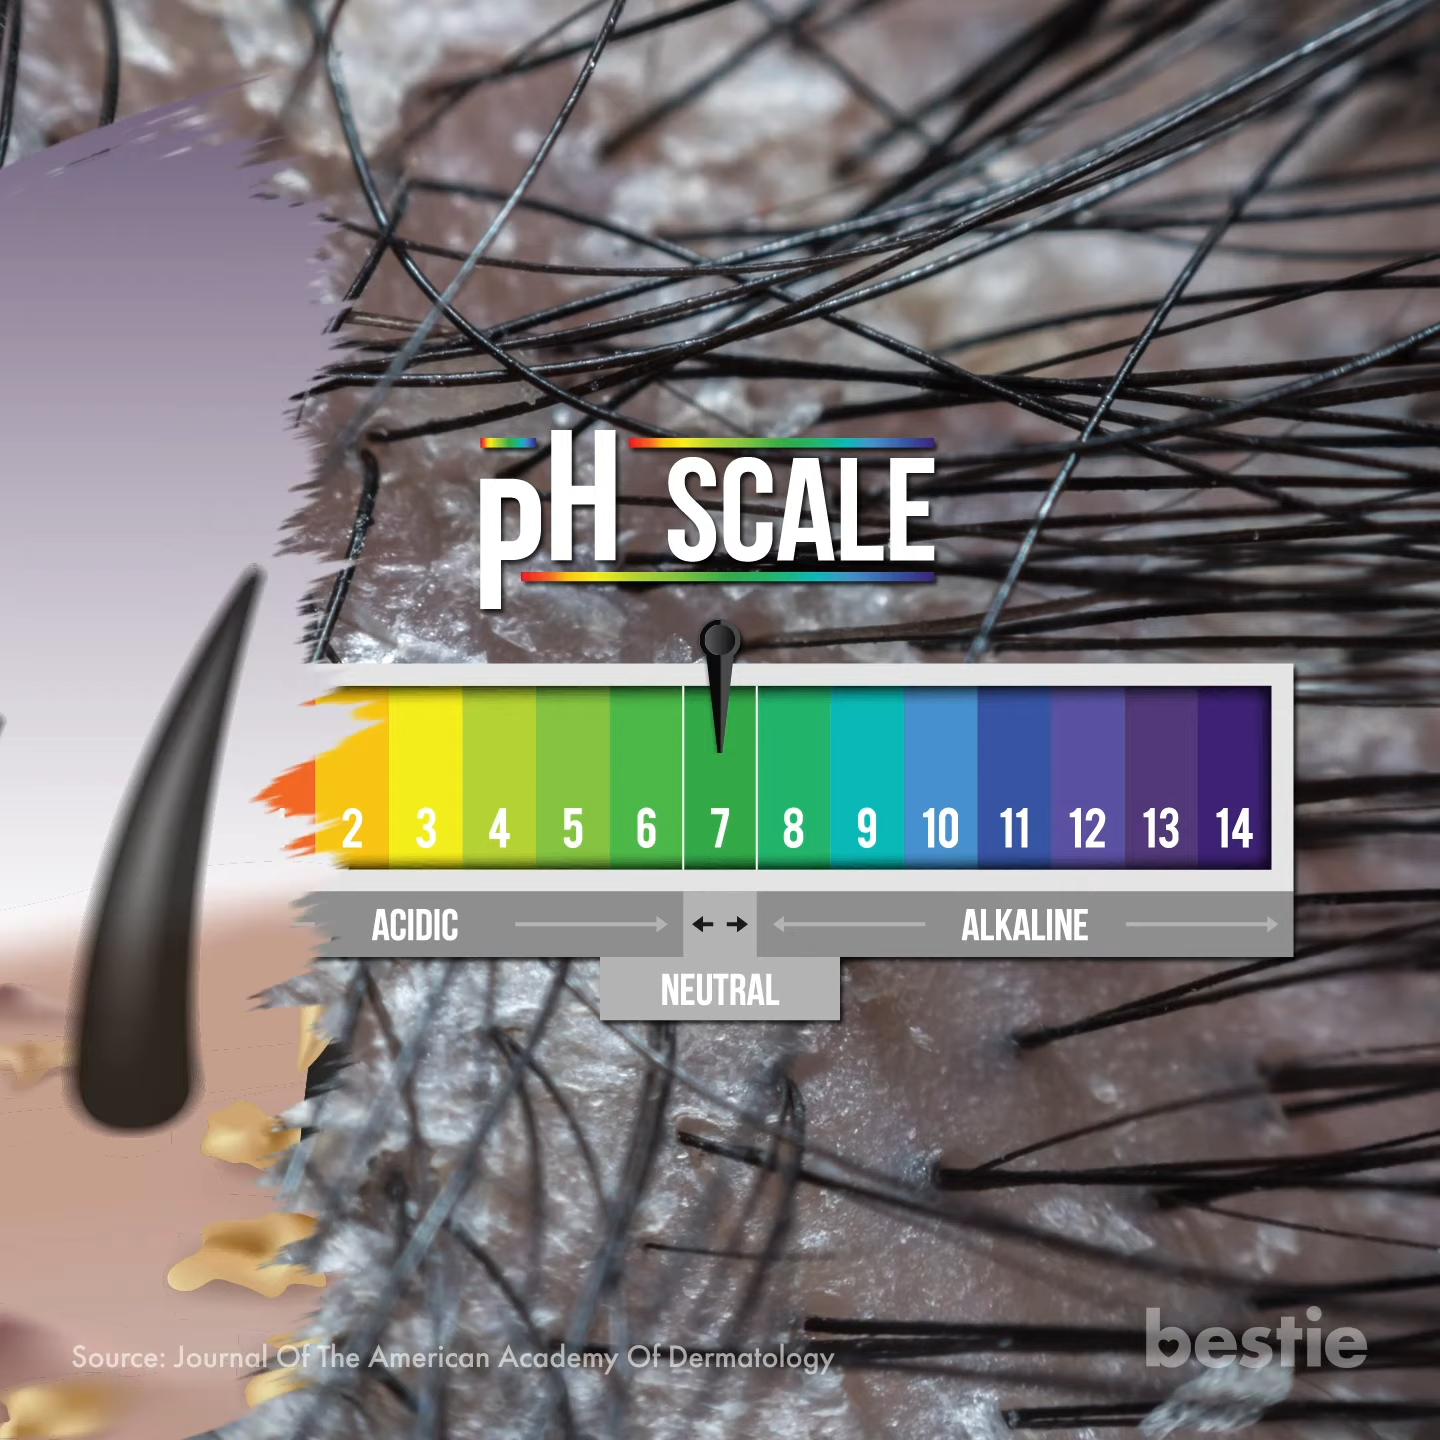 pH SCALE
2 3 4 5 6 7 8 9 10 11 12 13 14
ACIDIC ALKALINE
NEUTRAL
Source: Journal Of The American Academy Of Dermatology
bestie